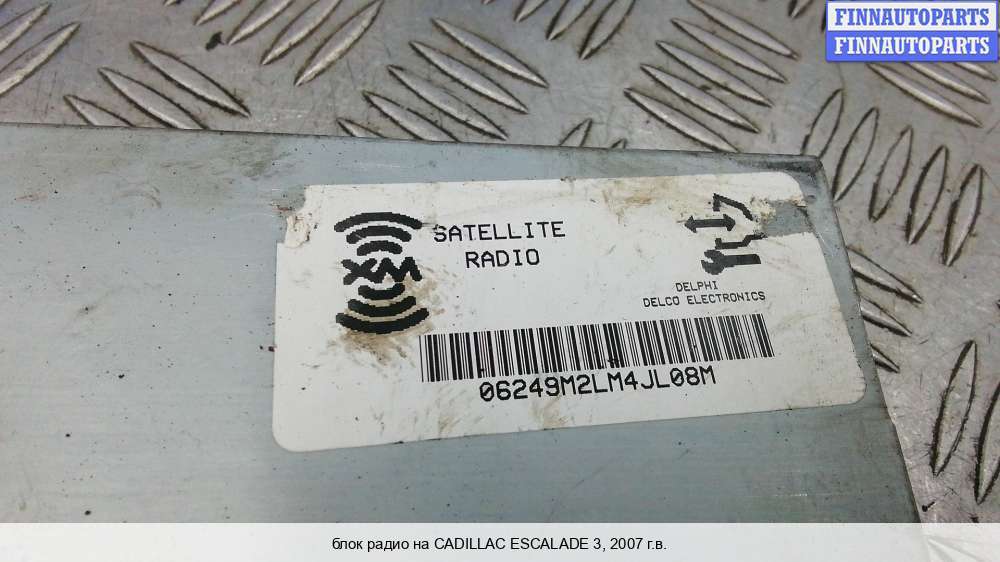 FINNAUTOPARTS
FINNAUTOPARTS
SATELLITE
RADIO
XM
DELPHI
DELCO ELECTRONICS
06249M2LM4JL08M
блок радио на CADILLAC ESCALADE 3, 2007 г.в.